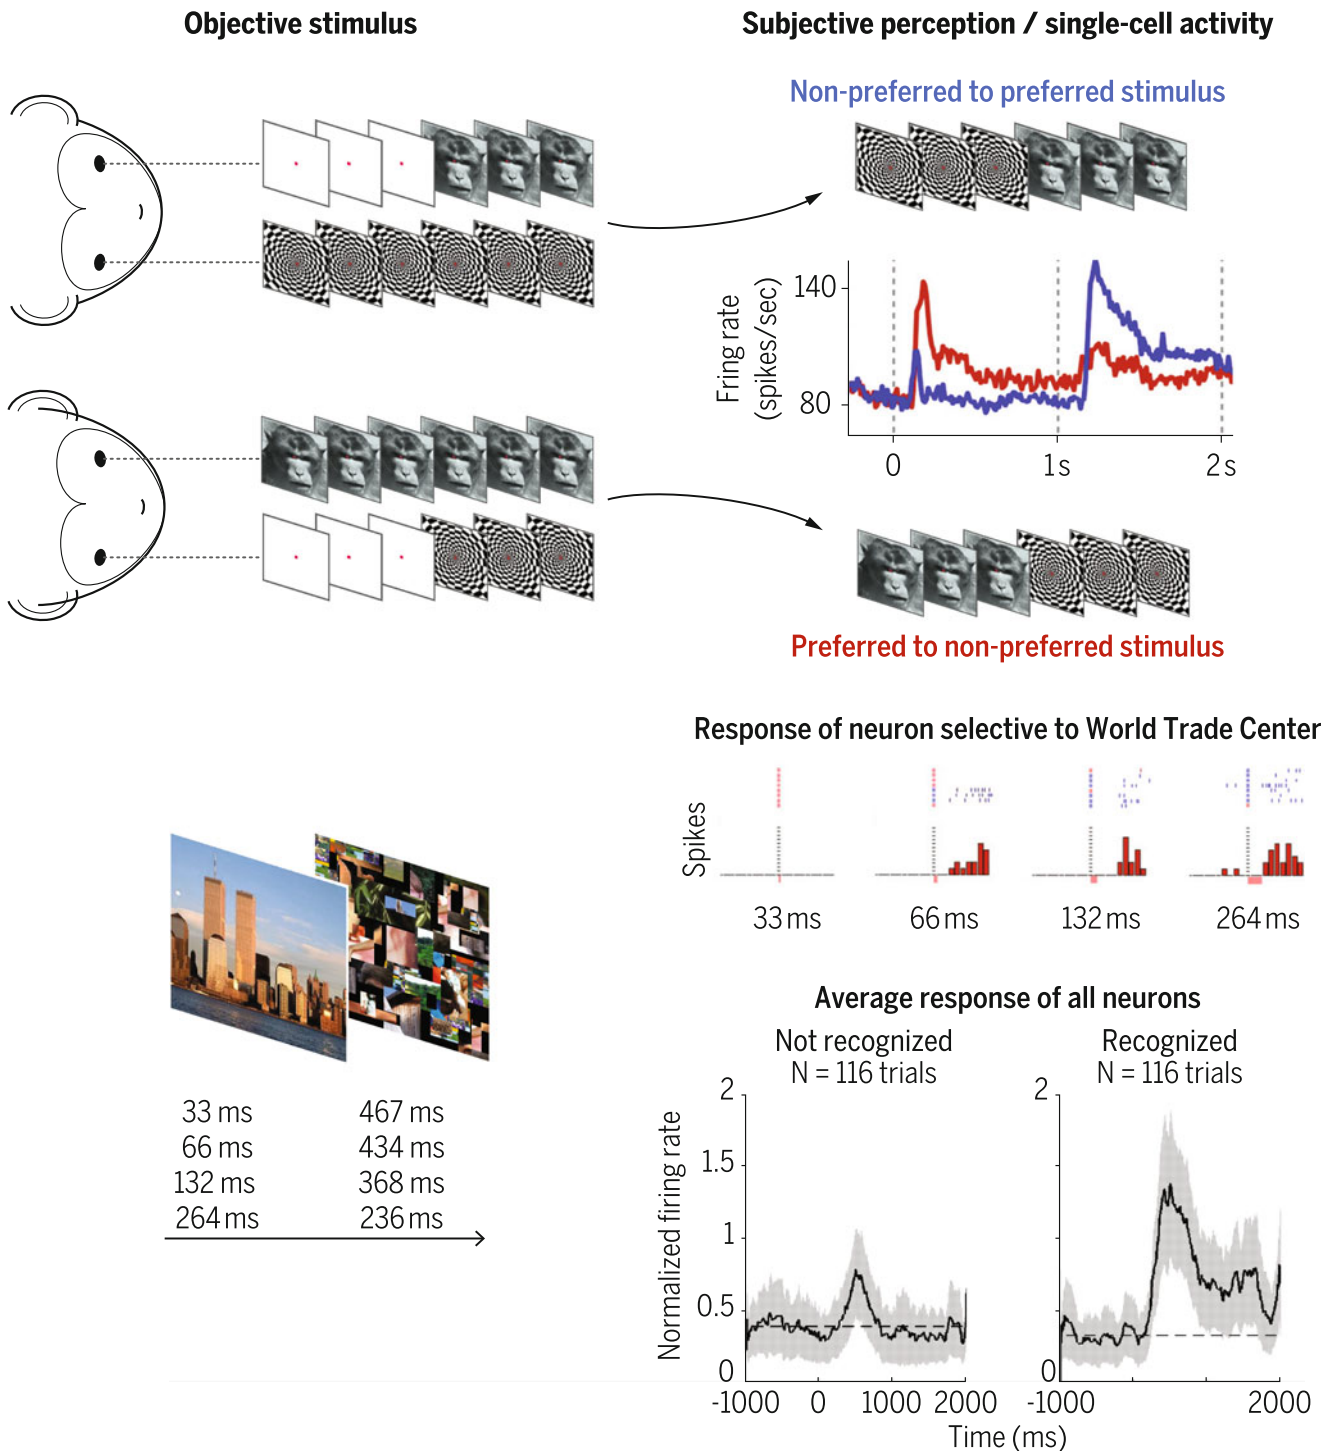 Objective stimulus
Subjective perception / single-cell activity
Non-preferred to preferred stimulus
Fring rate
(spikes/sec)
140
80
0
1s
2s
Preferred to non-preferred stimulus
Response of neuron selective to World Trade Center
Spikes
33 ms
66 ms
132 ms
264 ms
33 ms 467 ms
66 ms 434 ms
132 ms 368 ms
264 ms 236 ms
Average response of all neurons
Not recognized
N = 116 trials
Recognized
N = 116 trials
Normalized firing rate
2
1.5
1
0.5
0
-1000 0 1000 2000
2
0
-1000 2000
Time (ms)